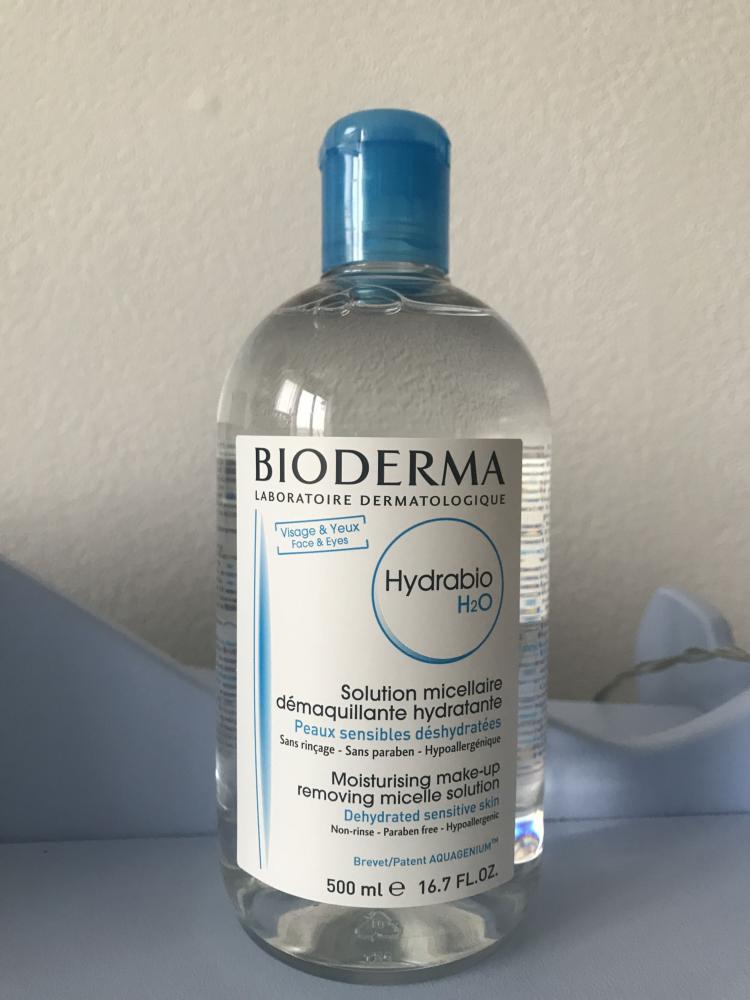 BIODERMA
LABORATOIRE DERMATOLOGIQUE
Visage & Yeux
Face & Eyes
Hydrabio
H2O
Solution micellaire
démaquillante hydratante
Peaux sensibles déshydratées
Sans rinçage - Sans paraben - Hypoallergénique
Moisturising make-up
removing micelle solution
Dehydrated sensitive skin
Non-rinse - Paraben free - Hypoallergenic
Brevet/Patent AQUAGENIUM™
500 ml e 16.7 FL.OZ.